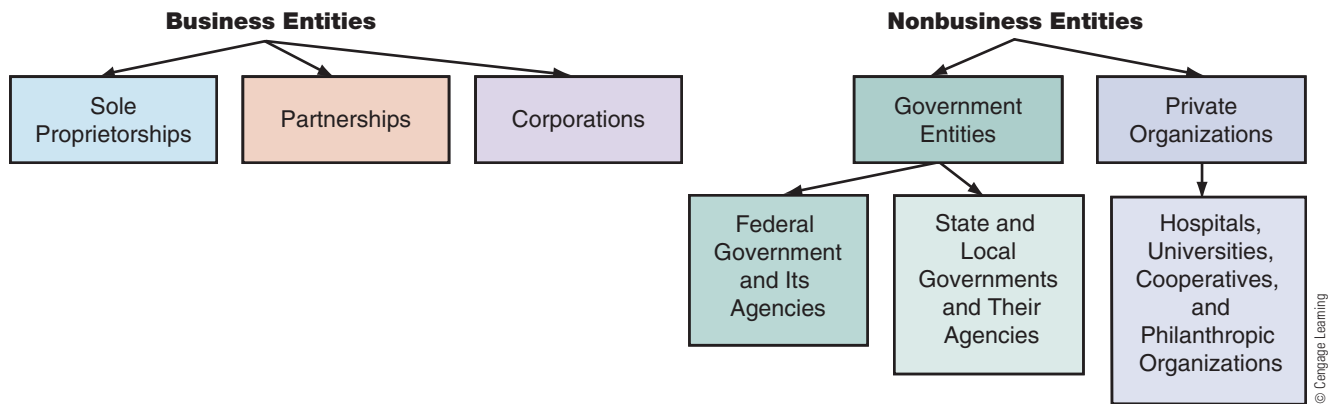 Business Entities
Sole
Proprietorships
Partnerships
Corporations
Nonbusiness Entities
Government
Entities
Private
Organizations
Federal
Government
and Its
Agencies
State and
Local
Governments
and Their
Agencies
Hospitals,
Universities,
Cooperatives,
and
Philanthropic
Organizations
© Cengage Learning